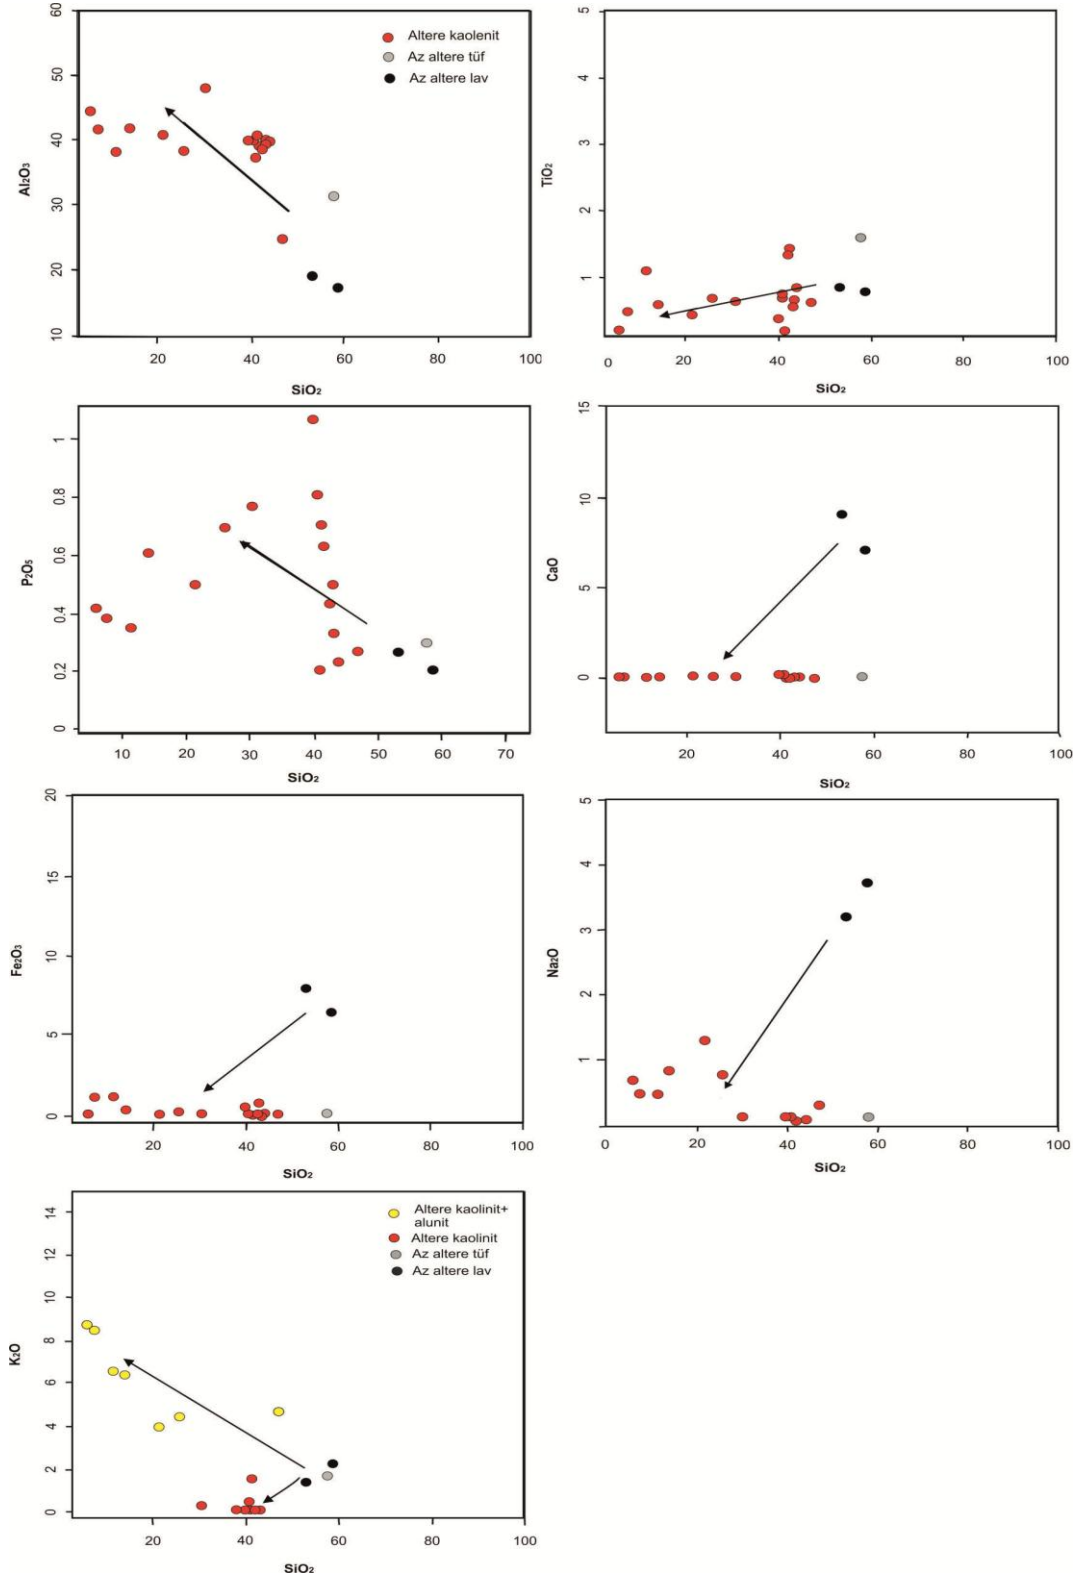 60
50
40
30
20
10
Al₂O₃
Altere kaolenit
Az altere tüf
Az altere lav
20 40 60 80 100
SiO₂
5
4
3
2
1
TiO₂
0 20 40 60 80 100
SiO₂
1
0.8
0.6
0.4
0.2
0
P₂O₅
10 20 30 40 50 60 70
SiO₂
15
10
5
0
CaO
20 40 60 80 100
SiO₂
20
15
10
5
0
Fe₂O₃
20 40 60 80 100
SiO₂
5
4
3
2
1
Na₂O
0 20 40 60 80 100
SiO₂
14
12
10
8
6
4
2
0
K₂O
Altere kaolinit+
alunit
Altere kaolinit
Az altere tüf
Az altere lav
20 40 60 80 100
SiO₂